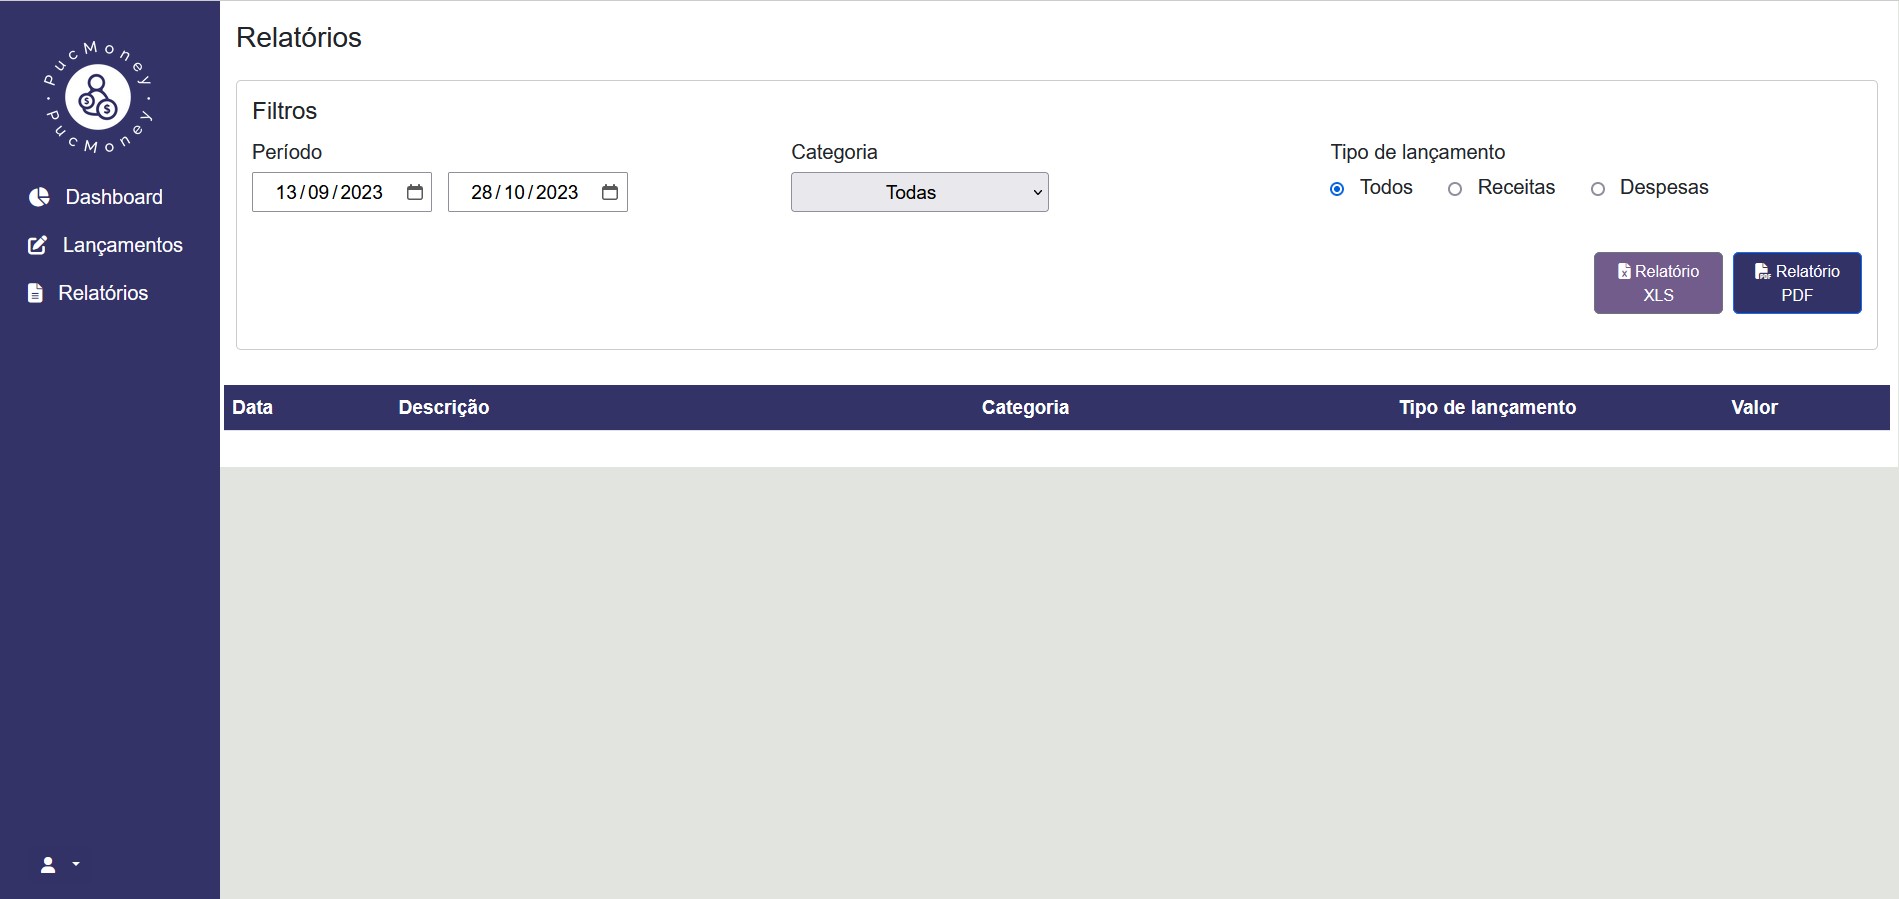 PucMoney · PucMoney ·
Dashboard
Lançamentos
Relatórios
Relatórios
Filtros
Período
13/09/2023 28/10/2023
Categoria
Todas
Tipo de lançamento
Todos Receitas Despesas
Relatório
XLS
Relatório
PDF
Data Descrição Categoria Tipo de lançamento Valor